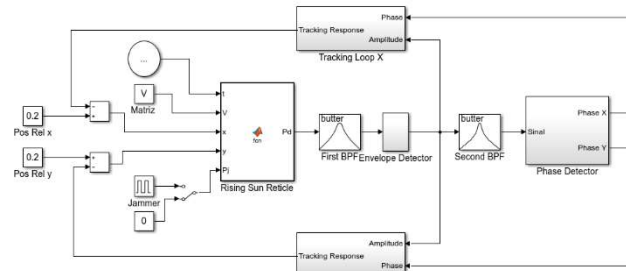 Phase
Tracking Response
Amplitude
Tracking Loop X
...
t
0.2
Pos Rel x
V
Matriz
V
x
y
Pj
fcn
Pd
Rising Sun Reticle
butter
First BPF
Envelope Detector
butter
Second BPF
Sinal
Phase X
Phase Y
Phase Detector
0.2
Pos Rel y
Jammer
0
Tracking Response
Amplitude
Phase